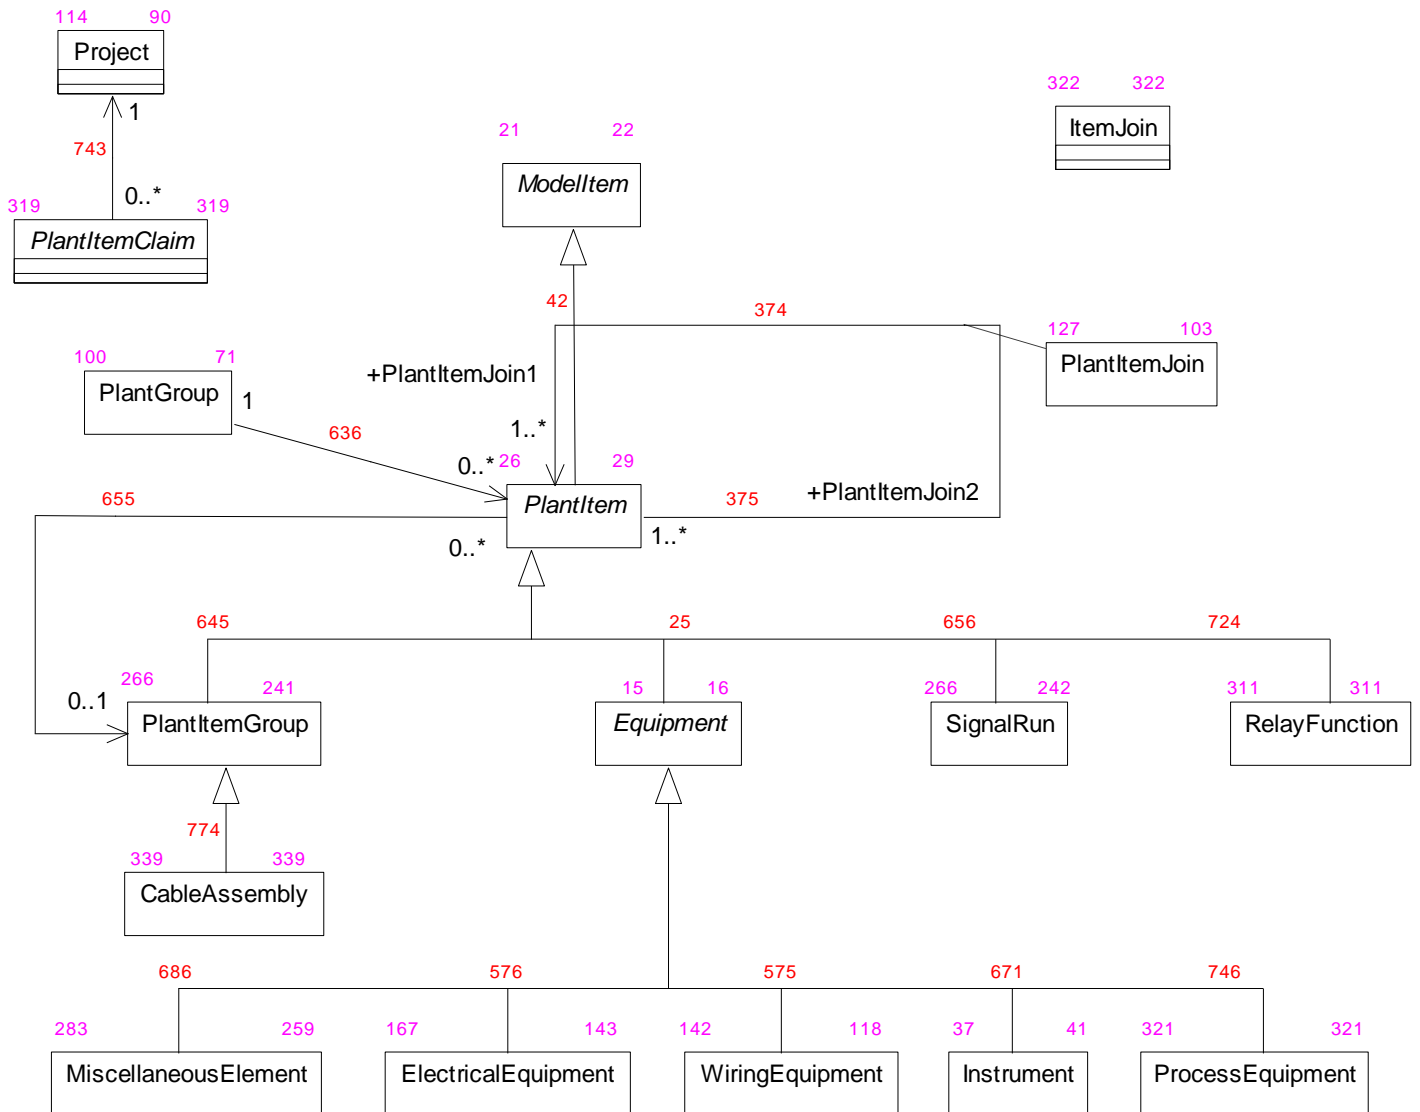 114 90
Project
1
743
0..*
319 319
PlantItemClaim
322 322
ItemJoin
21 22
ModelItem
42
374
127 103
PlantItemJoin
100 71
PlantGroup
1
+PlantItemJoin1
636
1..*
0..*
26 29
PlantItem
655
375
+PlantItemJoin2
0..*
1..*
645 25 656 724
266 241
0..1
PlantItemGroup
15 16
Equipment
266 242
SignalRun
311 311
RelayFunction
774
339 339
CableAssembly
686 576 575 671 746
283 259
MiscellaneousElement
167 143
ElectricalEquipment
142 118
WiringEquipment
37 41
Instrument
321 321
ProcessEquipment